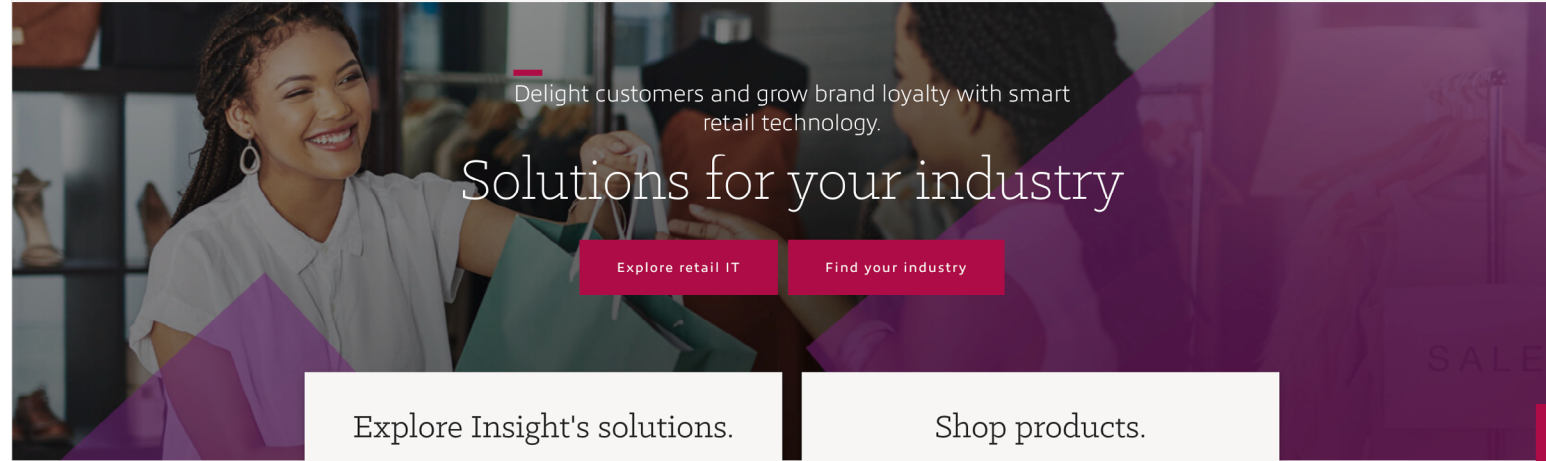 Delight customers and grow brand loyalty with smart
retail technology.
Solutions for your industry
Explore retail IT
Find your industry
SALE
Explore Insight's solutions.
Shop products.